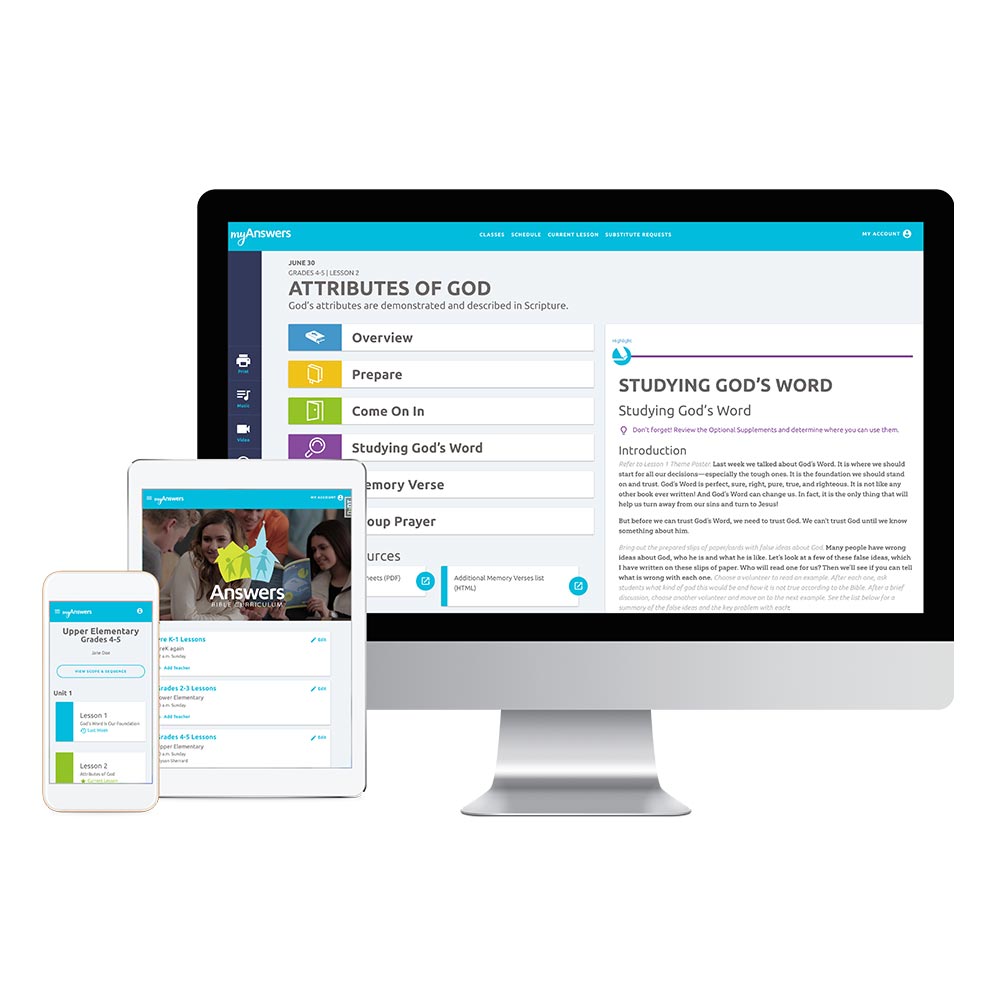 myAnswers
CLASSES SCHEDULE CURRENT LESSON SUBSTITUTE REQUESTS
MY ACCOUNT
JUNE 30
GRADES 4-5 | LESSON 2
ATTRIBUTES OF GOD
God's attributes are demonstrated and described in Scripture.
Print
Music
Video
Overview
Prepare
Come On In
Studying God's Word
emory Verse
oup Prayer
urces
heets (PDF)
Additional Memory Verses list
(HTML)
Highlight
STUDYING GOD'S WORD
Studying God's Word
Don't forget! Review the Optional Supplements and determine where you can use them.
Introduction
Refer to Lesson 1 Theme Poster. Last week we talked about God's Word. It is where we should
start for all our decisions—especially the tough ones. It is the foundation we should stand
on and trust. God's Word is perfect, sure, right, pure, true, and righteous. It is not like any
other book ever written! And God's Word can change us. In fact, it is the only thing that will
help us turn away from our sins and turn to Jesus!
But before we can trust God's Word, we need to trust God. We can't trust God until we know
something about him.
Bring out the prepared slips of paper/cards with false ideas about God. Many people have wrong
ideas about God, who he is and what he is like. Let's look at a few of these false ideas, which
I have written on these slips of paper. Who will read one for us? Then we'll see if you can tell
what is wrong with each one. Choose a volunteer to read an example. After each one, ask
students what kind of god this would be and how it is not true according to the Bible. After a brief
discussion, choose another volunteer and move on to the next example. See the list below for a
summary of the false ideas and the key problem with each:
myAnswers
MY ACCOUNT
Answers
BIBLE CURRICULUM
re K-1 Lessons
Edit
reK again
a.m. Sunday
Add Teacher
Grades 2-3 Lessons
Edit
ower Elementary
a.m. Sunday
Add Teacher
Grades 4-5 Lessons
Edit
Upper Elementary
a.m. Sunday
lyson Sherrard
myAnswers
Upper Elementary
Grades 4-5
Jane Doe
VIEW SCOPE & SEQUENCE
Unit 1
Lesson 1
God's Word Is Our Foundation
Last Week
Lesson 2
Attributes of God
Current Lesson